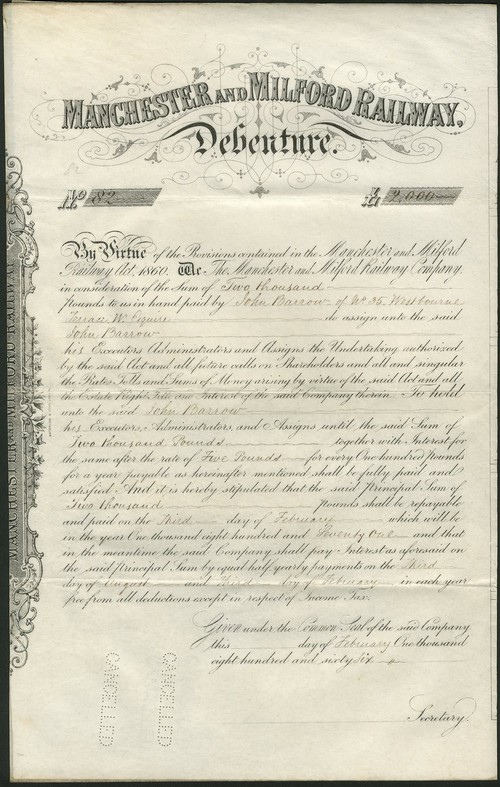 MANCHESTER AND MILFORD RAILWAY,
Debenture.
No. 82
£ 2,000
By Virtue of the Provisions contained in the Manchester and Milford
Railway Act, 1860. We The Manchester and Milford Railway Company,
in consideration of the Sum of Two thousand
Pounds to us in hand paid by John Barrow of No 35, Westbourne
Terrace W. Esquire do assign unto the said
John Barrow
his Executors Administrators and Assigns the Undertaking authorized
by the said Act and all future calls on Shareholders and all and singular
the Rates Tolls and Sums of Money arising by virtue of the said Act and all
the Estate Right Title and Interest of the said Company therein. To hold
unto the said John Barrow
his Executors, Administrators, and Assigns until the said Sum of
Two thousand Pounds together with Interest for
the same after the rate of Five Pounds for every One hundred pounds
for a year payable as hereinafter mentioned shall be fully paid and
satisfied. And it is hereby stipulated that the said Principal Sum of
Two thousand pounds shall be repayable
and paid on the third day of February which will be
in the year One thousand eight hundred and Seventy One and that
in the meantime the said Company shall pay Interest as aforesaid on
the said principal Sum by equal half yearly payments on the third
day of August and third day of February in each year
free from all deductions except in respect of Income Tax.
Given under the Common Seal of the said Company
this day of February One thousand
eight hundred and sixty six
Secretary.
CANCELLED
CANCELLED
MANCHESTER AND MILFORD RAILWAY